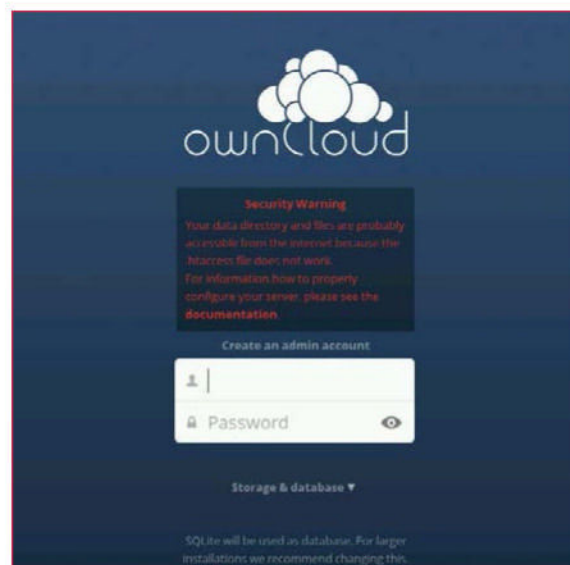 ownCloud
Security Warning
Your data directory and files are probably
accessible from the internet because the
.htaccess file does not work.
For information how to properly
configure your server, please see the
documentation.
Create an admin account
Password
Storage & database ▼
SQLite will be used as database. For larger
installations we recommend changing this.